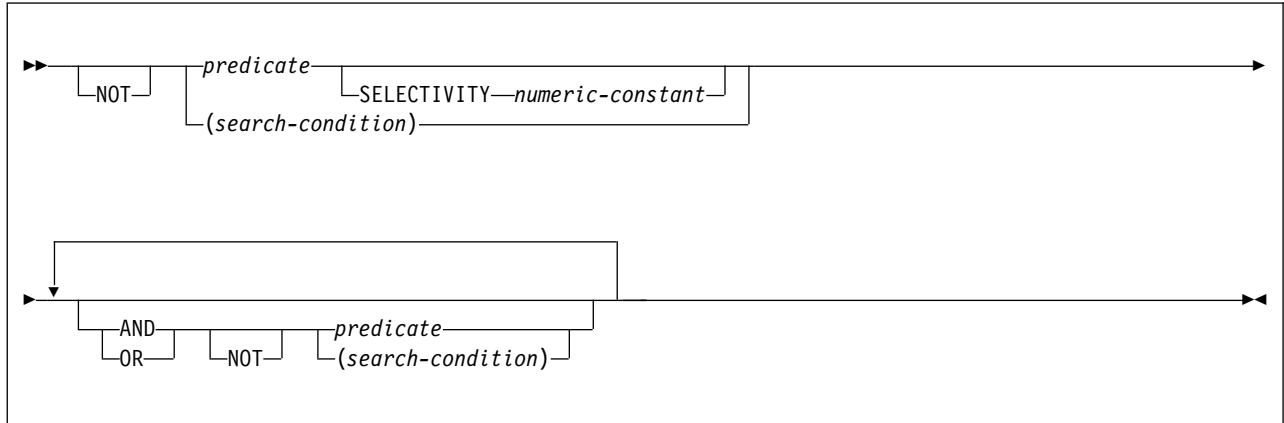 predicate
NOT SELECTIVITY numeric-constant
(search-condition)
AND predicate
OR NOT (search-condition)